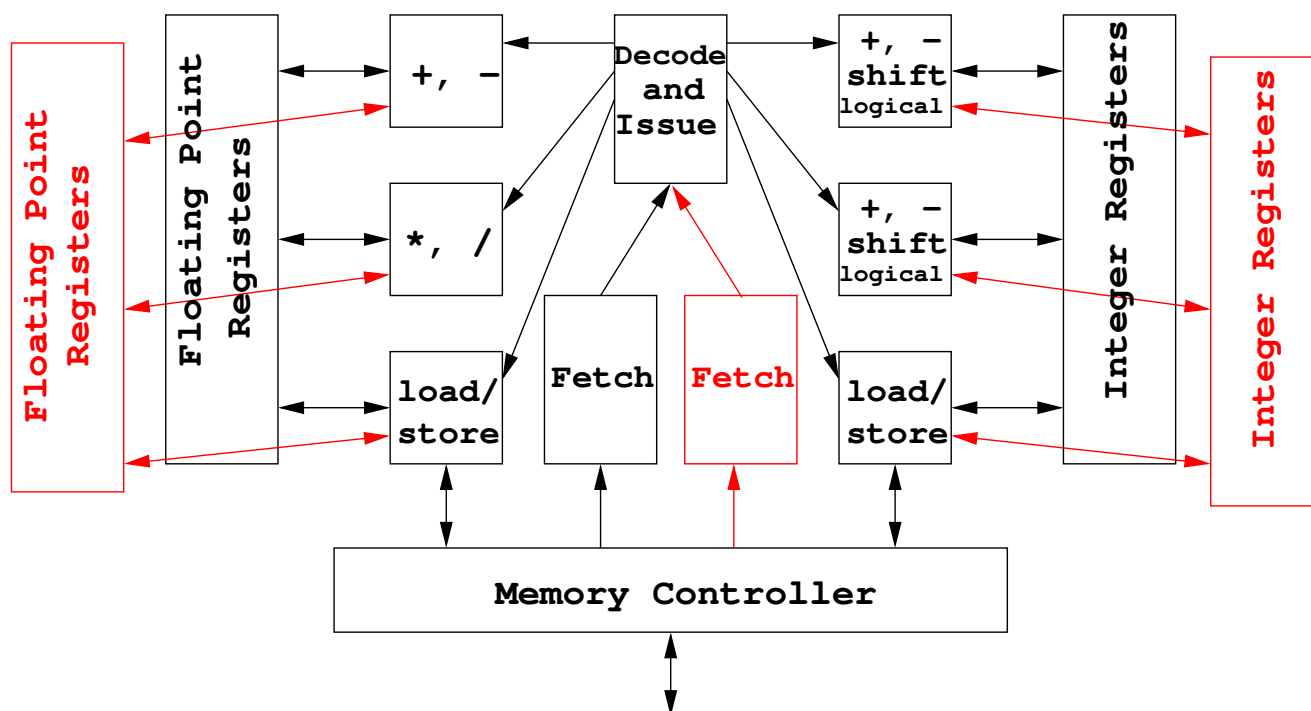 Floating Point
Registers
Floating Point
Registers
+, -
*, /
load/
store
Decode
and
Issue
Fetch
Fetch
+, -
shift
logical
+, -
shift
logical
load/
store
Integer Registers
Integer Registers
Memory Controller